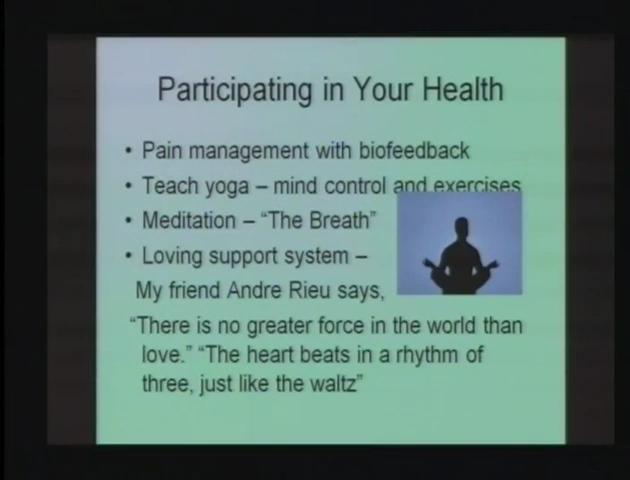 Participating in Your Health
• Pain management with biofeedback
• Teach yoga – mind control and exercises
• Meditation – “The Breath”
• Loving support system –
My friend Andre Rieu says,
“There is no greater force in the world than
love.” “The heart beats in a rhythm of
three, just like the waltz”